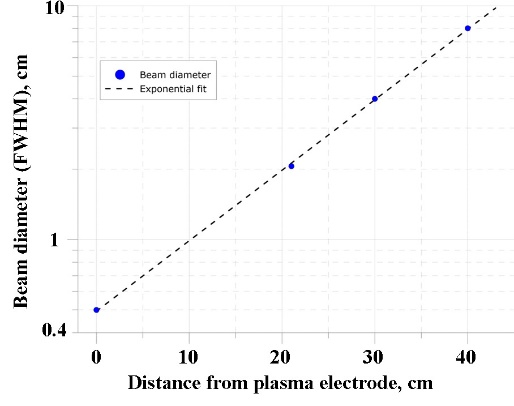 10
1
0.4
Beam diameter (FWHM), cm
Beam diameter
Exponential fit
0 10 20 30 40
Distance from plasma electrode, cm